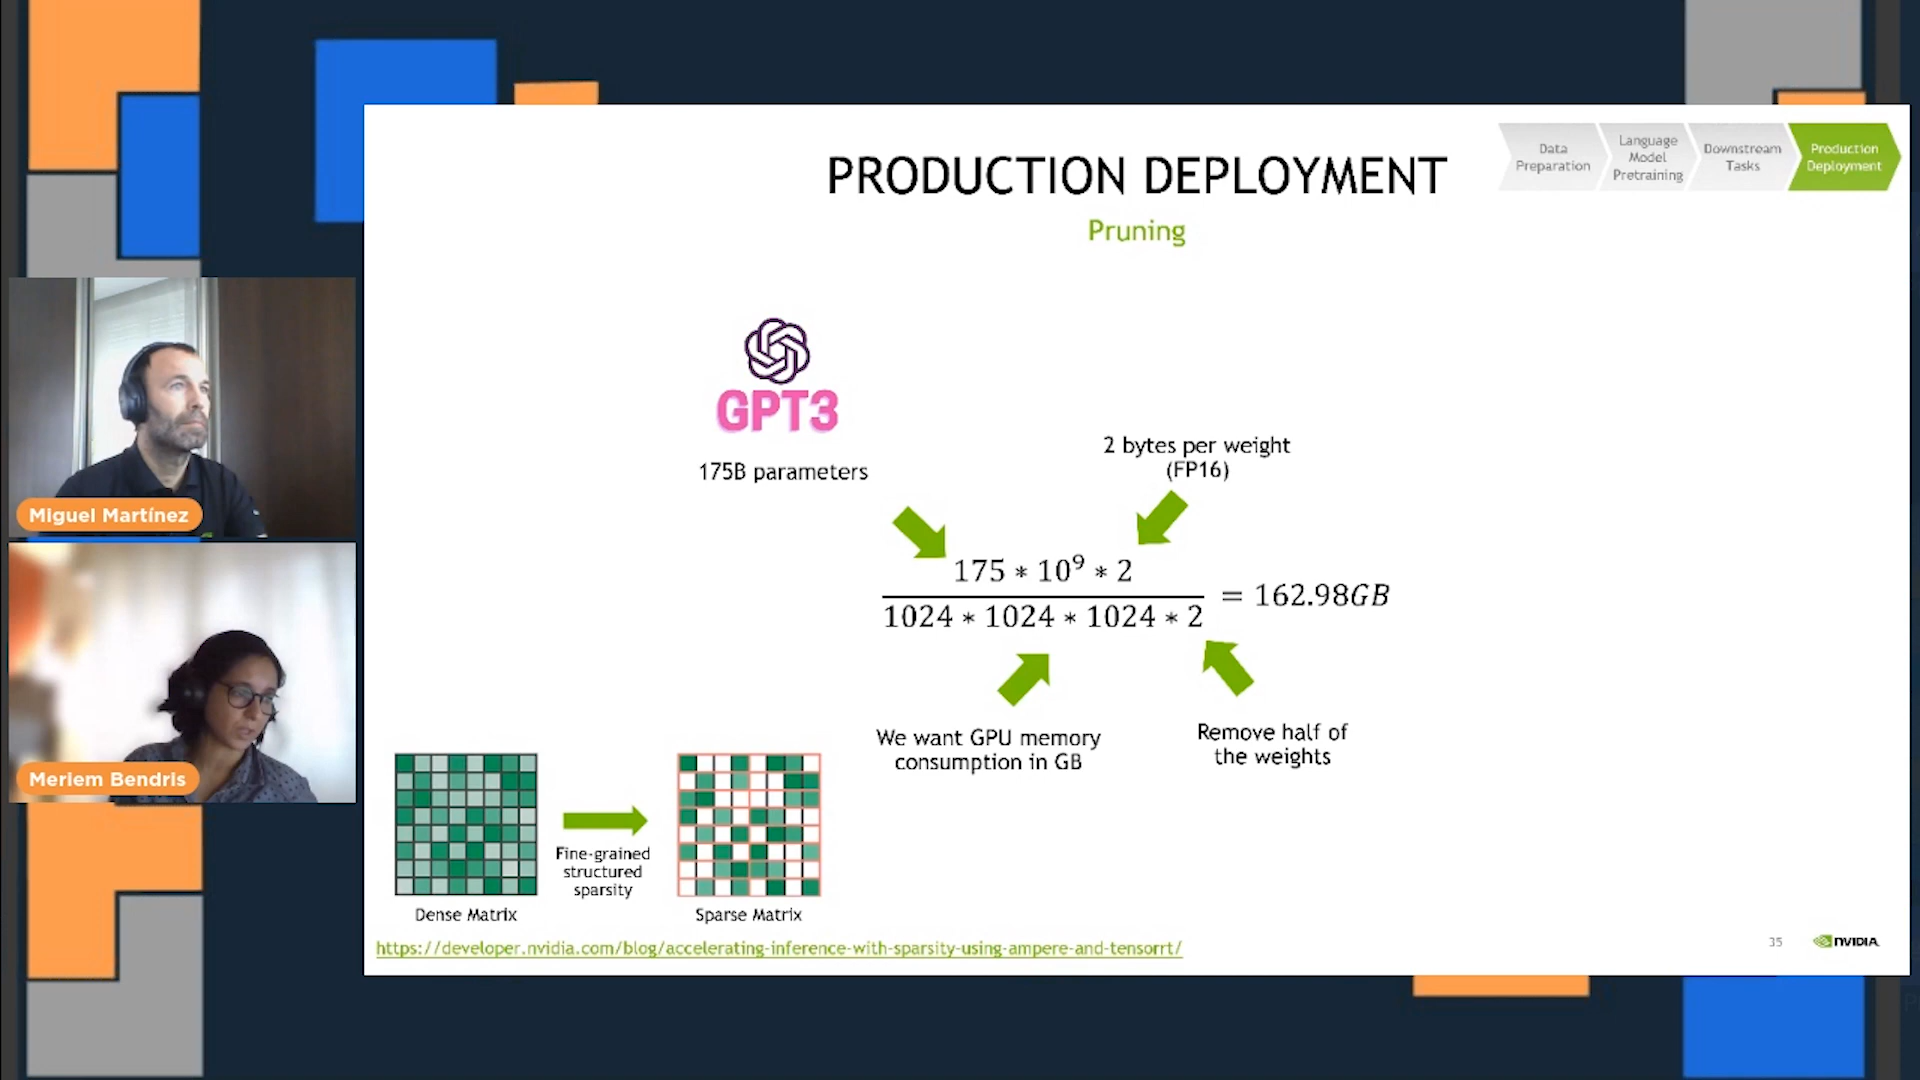 PRODUCTION DEPLOYMENT
Pruning
Data
Preparation
Language
Model
Pretraining
Downstream
Tasks
Production
Deployment
GPT3
175B parameters
2 bytes per weight
(FP16)
175 ∗ 10⁹ ∗ 2
1024 ∗ 1024 ∗ 1024 ∗ 2
= 162.98GB
We want GPU memory
consumption in GB
Remove half of
the weights
Fine-grained
structured
sparsity
Dense Matrix
Sparse Matrix
https://developer.nvidia.com/blog/accelerating-inference-with-sparsity-using-ampere-and-tensorrt/
35
NVIDIA
Miguel Martínez
Meriem Bendris